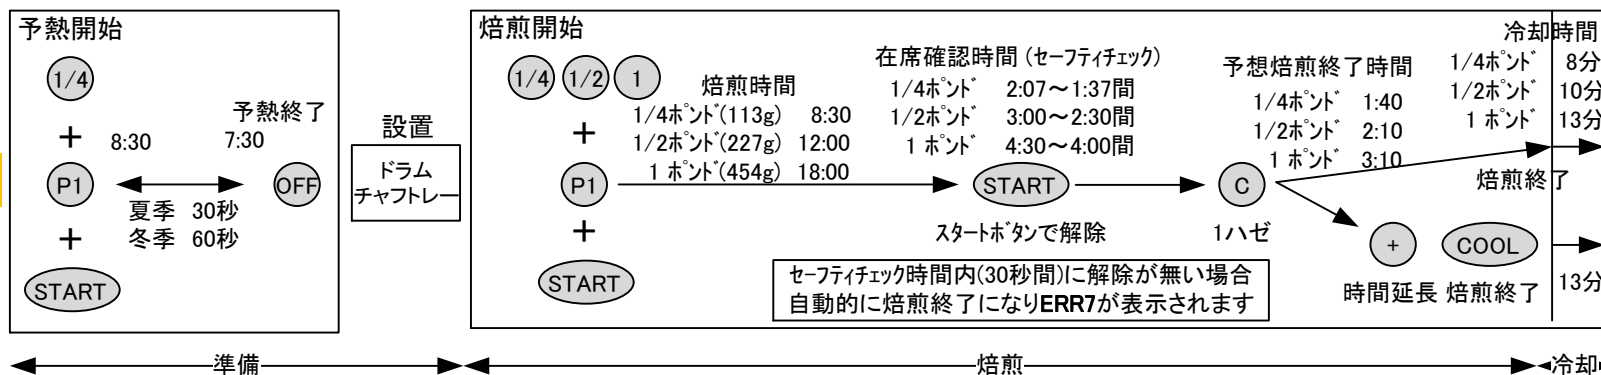 予熱開始
1/4
+
8:30
予熱終了
7:30
P1
OFF
夏季 30秒
冬季 60秒
+
START
設置
ドラム
チャフトレー
焙煎開始
1/4 1/2 1
+
P1
+
START
焙煎時間
1/4ポンド(113g) 8:30
1/2ポンド(227g) 12:00
1 ポンド(454g) 18:00
在席確認時間 (セーフティチェック)
1/4ポンド 2:07～1:37間
1/2ポンド 3:00～2:30間
1 ポンド 4:30～4:00間
START
スタートボタンで解除
C
1ハゼ
予想焙煎終了時間
1/4ポンド 1:40
1/2ポンド 2:10
1 ポンド 3:10
冷却時間
1/4ポンド 8分
1/2ポンド 10分
1 ポンド 13分
焙煎終了
+
時間延長
COOL
焙煎終了
13分
セーフティチェック時間内(30秒間)に解除が無い場合
自動的に焙煎終了になりERR7が表示されます
準備
焙煎
冷却